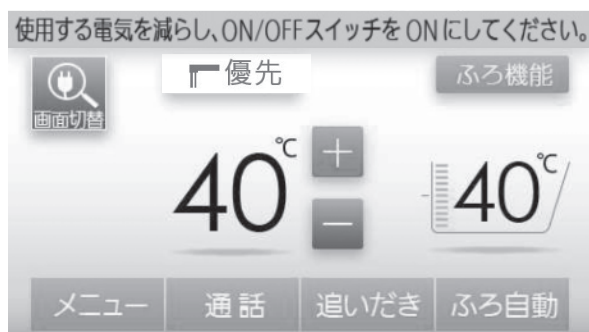 使用する電気を減らし、ON/OFFスイッチをONにしてください。
優先
ふろ機能
画面切替
40℃
+
40℃
−
メニュー
通話
追いだき
ふろ自動